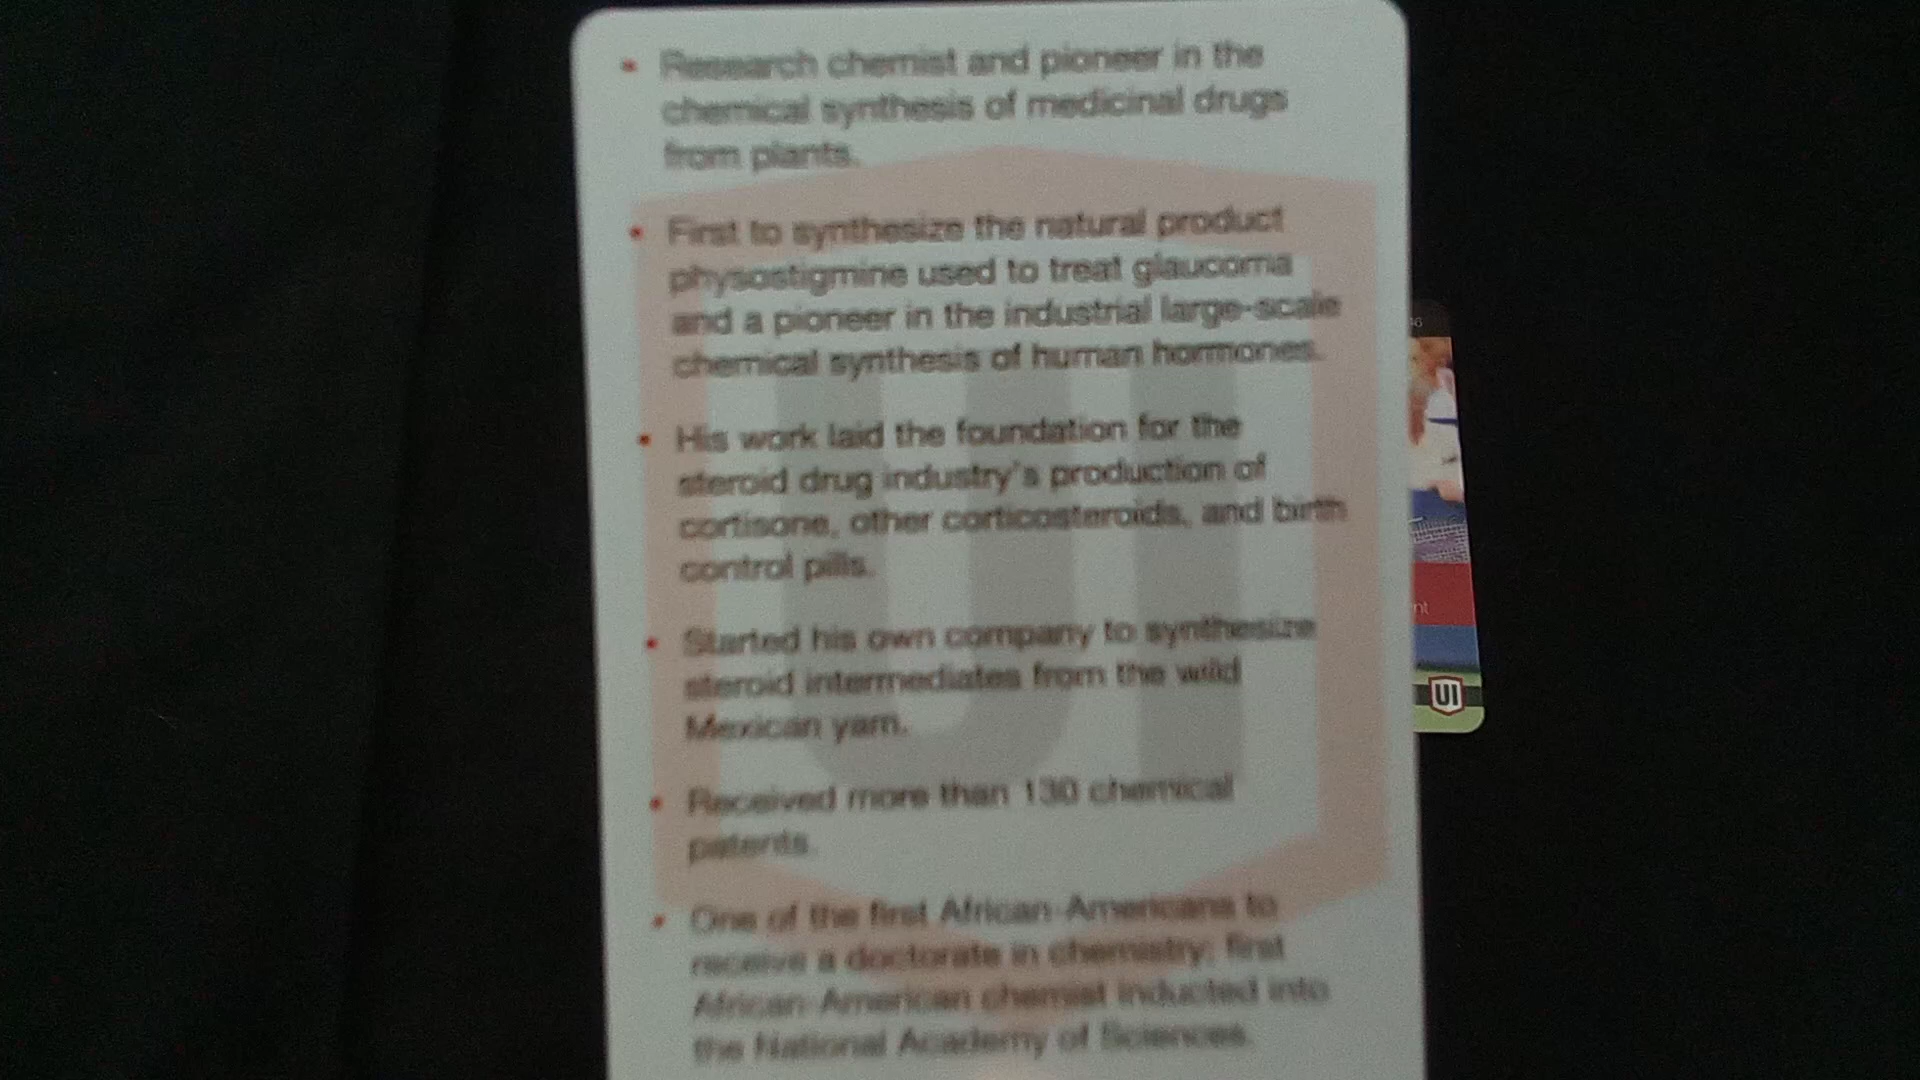 • Research chemist and pioneer in the
chemical synthesis of medicinal drugs
from plants.
• First to synthesize the natural product
physostigmine used to treat glaucoma
and a pioneer in the industrial large-scale
chemical synthesis of human hormones.
• His work laid the foundation for the
steroid drug industry's production of
cortisone, other corticosteroids, and birth
control pills.
• Started his own company to synthesize
steroid intermediates from the wild
Mexican yam.
• Received more than 130 chemical
patents.
• One of the first African-Americans to
receive a doctorate in chemistry; first
African-American chemist inducted into
the National Academy of Sciences.
UI
nt
UI